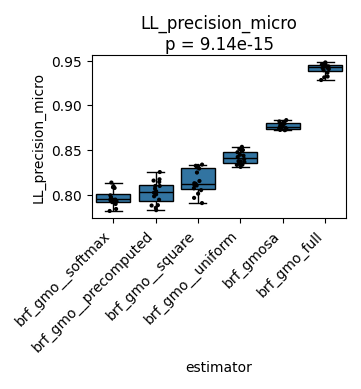 LL_precision_micro
p = 9.14e-15
LL_precision_micro
0.95
0.90
0.85
0.80
brf_gmo__softmax
brf_gmo__precomputed
brf_gmo__square
brf_gmo__uniform
brf_gmosa
brf_gmo_full
estimator